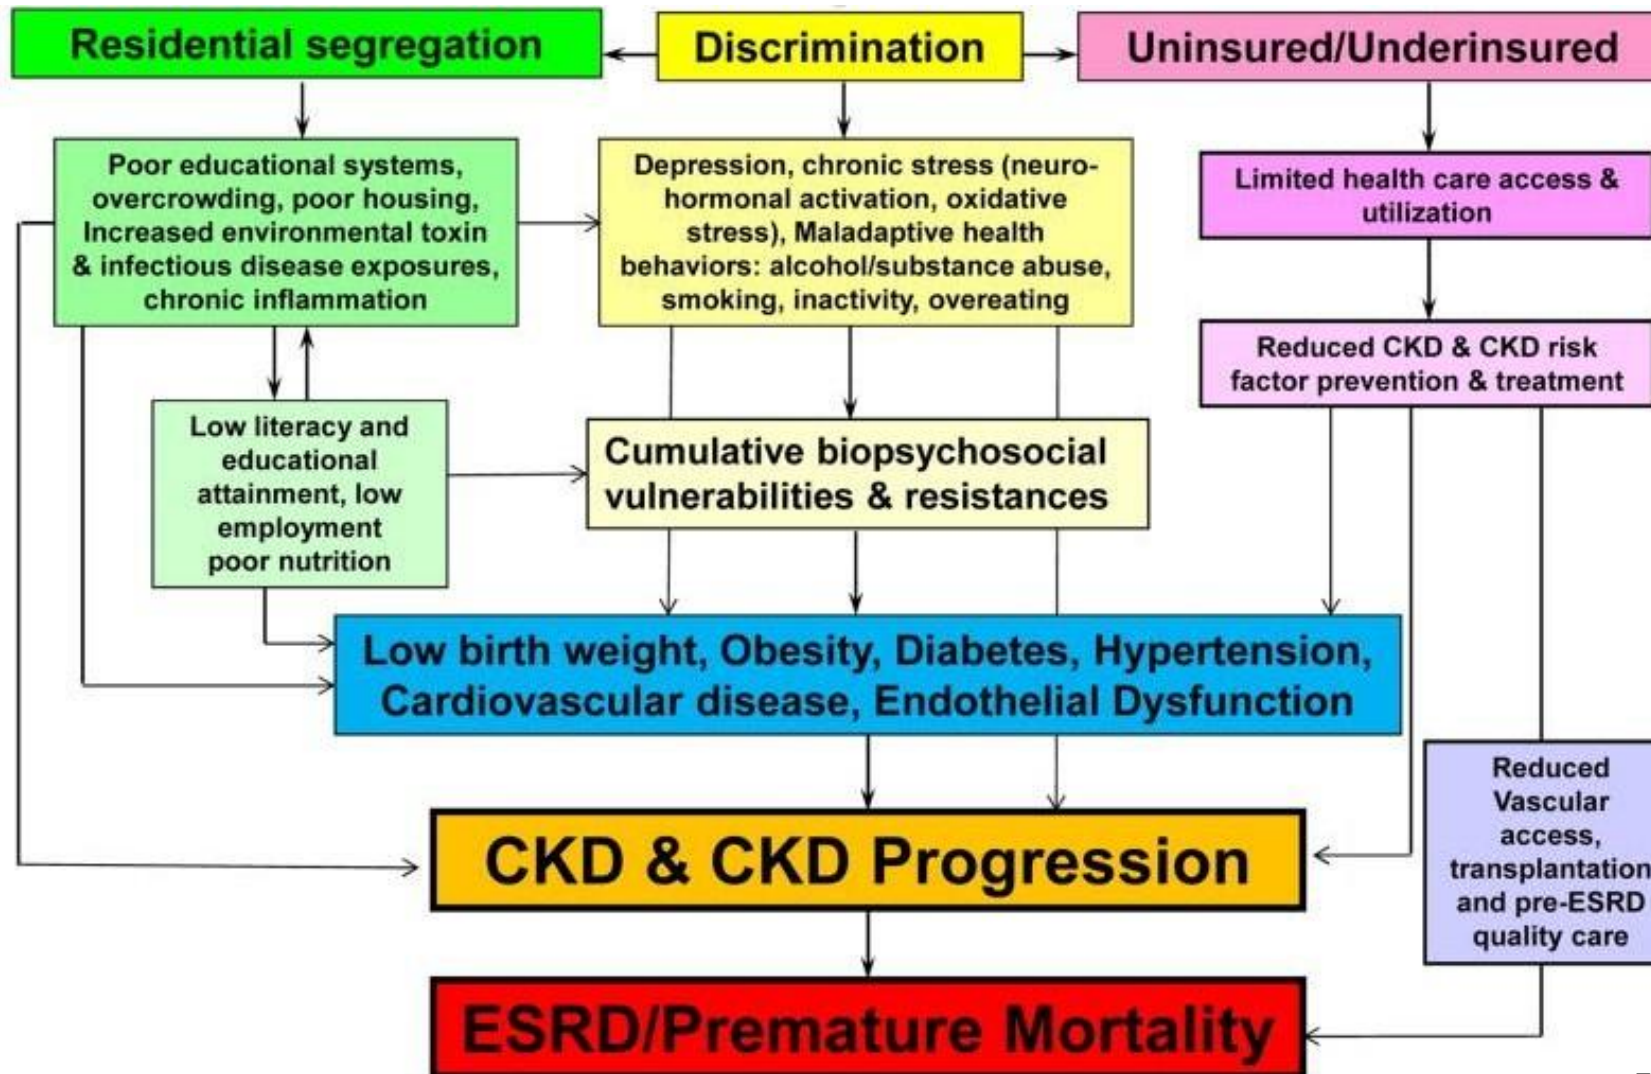 Residential segregation
Discrimination
Uninsured/Underinsured
Poor educational systems,
overcrowding, poor housing,
Increased environmental toxin
& infectious disease exposures,
chronic inflammation
Depression, chronic stress (neuro-
hormonal activation, oxidative
stress), Maladaptive health
behaviors: alcohol/substance abuse,
smoking, inactivity, overeating
Limited health care access &
utilization
Reduced CKD & CKD risk
factor prevention & treatment
Low literacy and
educational
attainment, low
employment
poor nutrition
Cumulative biopsychosocial
vulnerabilities & resistances
Low birth weight, Obesity, Diabetes, Hypertension,
Cardiovascular disease, Endothelial Dysfunction
Reduced
Vascular
access,
transplantation
and pre-ESRD
quality care
CKD & CKD Progression
ESRD/Premature Mortality